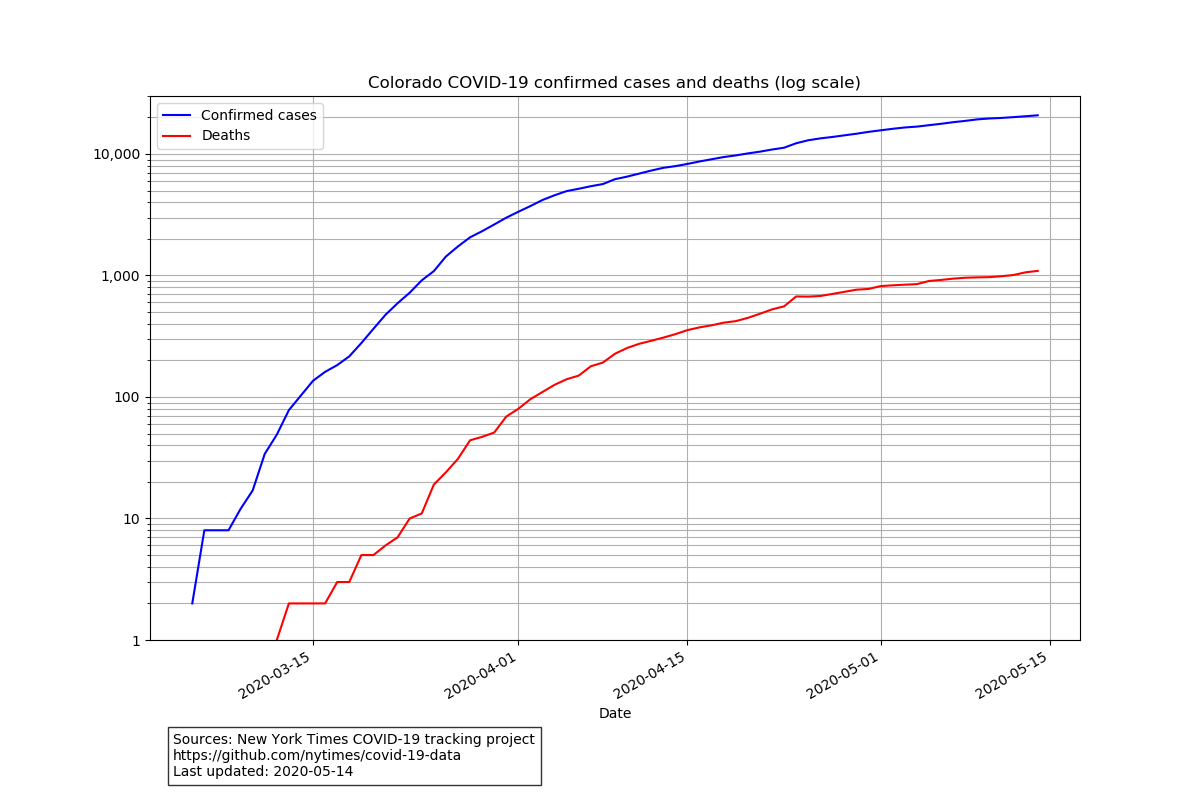 Colorado COVID-19 confirmed cases and deaths (log scale)
Confirmed cases
Deaths
10,000
1,000
100
10
1
2020-03-15
2020-04-01
2020-04-15
2020-05-01
2020-05-15
Date
Sources: New York Times COVID-19 tracking project
https://github.com/nytimes/covid-19-data
Last updated: 2020-05-14